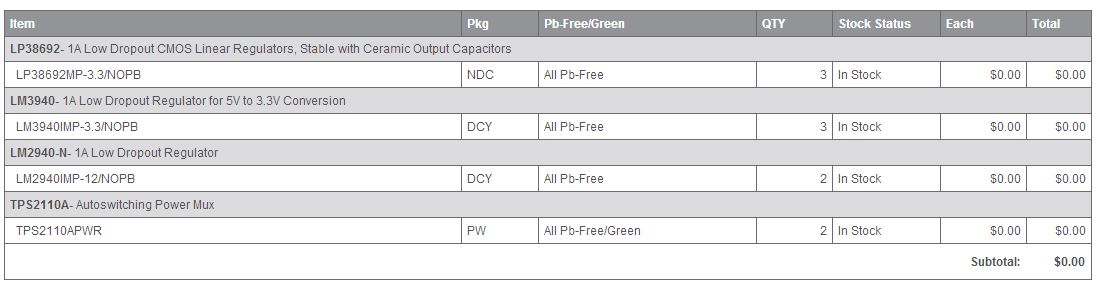 Item Pkg Pb-Free/Green QTY Stock Status Each Total
LP38692- 1A Low Dropout CMOS Linear Regulators, Stable with Ceramic Output Capacitors
LP38692MP-3.3/NOPB NDC All Pb-Free 3 In Stock $0.00 $0.00
LM3940- 1A Low Dropout Regulator for 5V to 3.3V Conversion
LM3940IMP-3.3/NOPB DCY All Pb-Free 3 In Stock $0.00 $0.00
LM2940-N- 1A Low Dropout Regulator
LM2940IMP-12/NOPB DCY All Pb-Free 2 In Stock $0.00 $0.00
TPS2110A- Autoswitching Power Mux
TPS2110APWR PW All Pb-Free/Green 2 In Stock $0.00 $0.00
Subtotal: $0.00